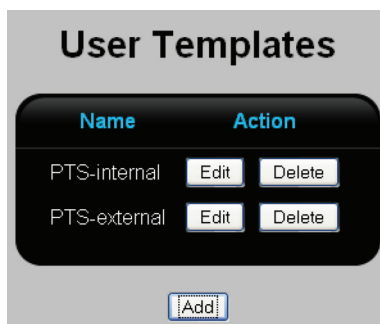 User Templates
Name Action
PTS-internal Edit Delete
PTS-external Edit Delete
Add